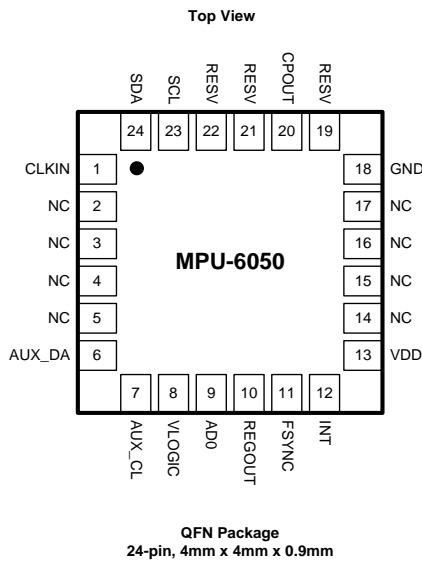 Top View
SDA
SCL
RESV
RESV
CPOUT
RESV
24
23
22
21
20
19
CLKIN 1
18 GND
NC 2
17 NC
NC 3
16 NC
MPU-6050
NC 4
15 NC
NC 5
14 NC
AUX_DA 6
13 VDD
7
8
9
10
11
12
AUX_CL
VLOGIC
AD0
REGOUT
FSYNC
INT
QFN Package
24-pin, 4mm x 4mm x 0.9mm